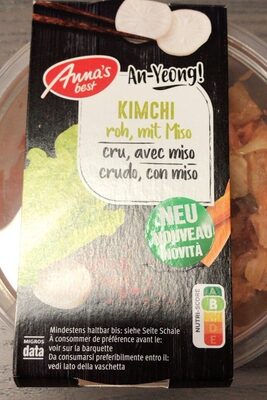 Anna's
best
An-Yeong!
KIMCHI
roh, mit Miso
cru, avec miso
crudo, con miso
NEU
NOUVEAU
NOVITÀ
NUTRI-SCORE
A
B
D
E
MIGROS
data
Mindestens haltbar bis: siehe Seite Schale
À consommer de préférence avant le:
voir sur la barquette
Da consumarsi preferibilmente entro il:
vedi lato della vaschetta